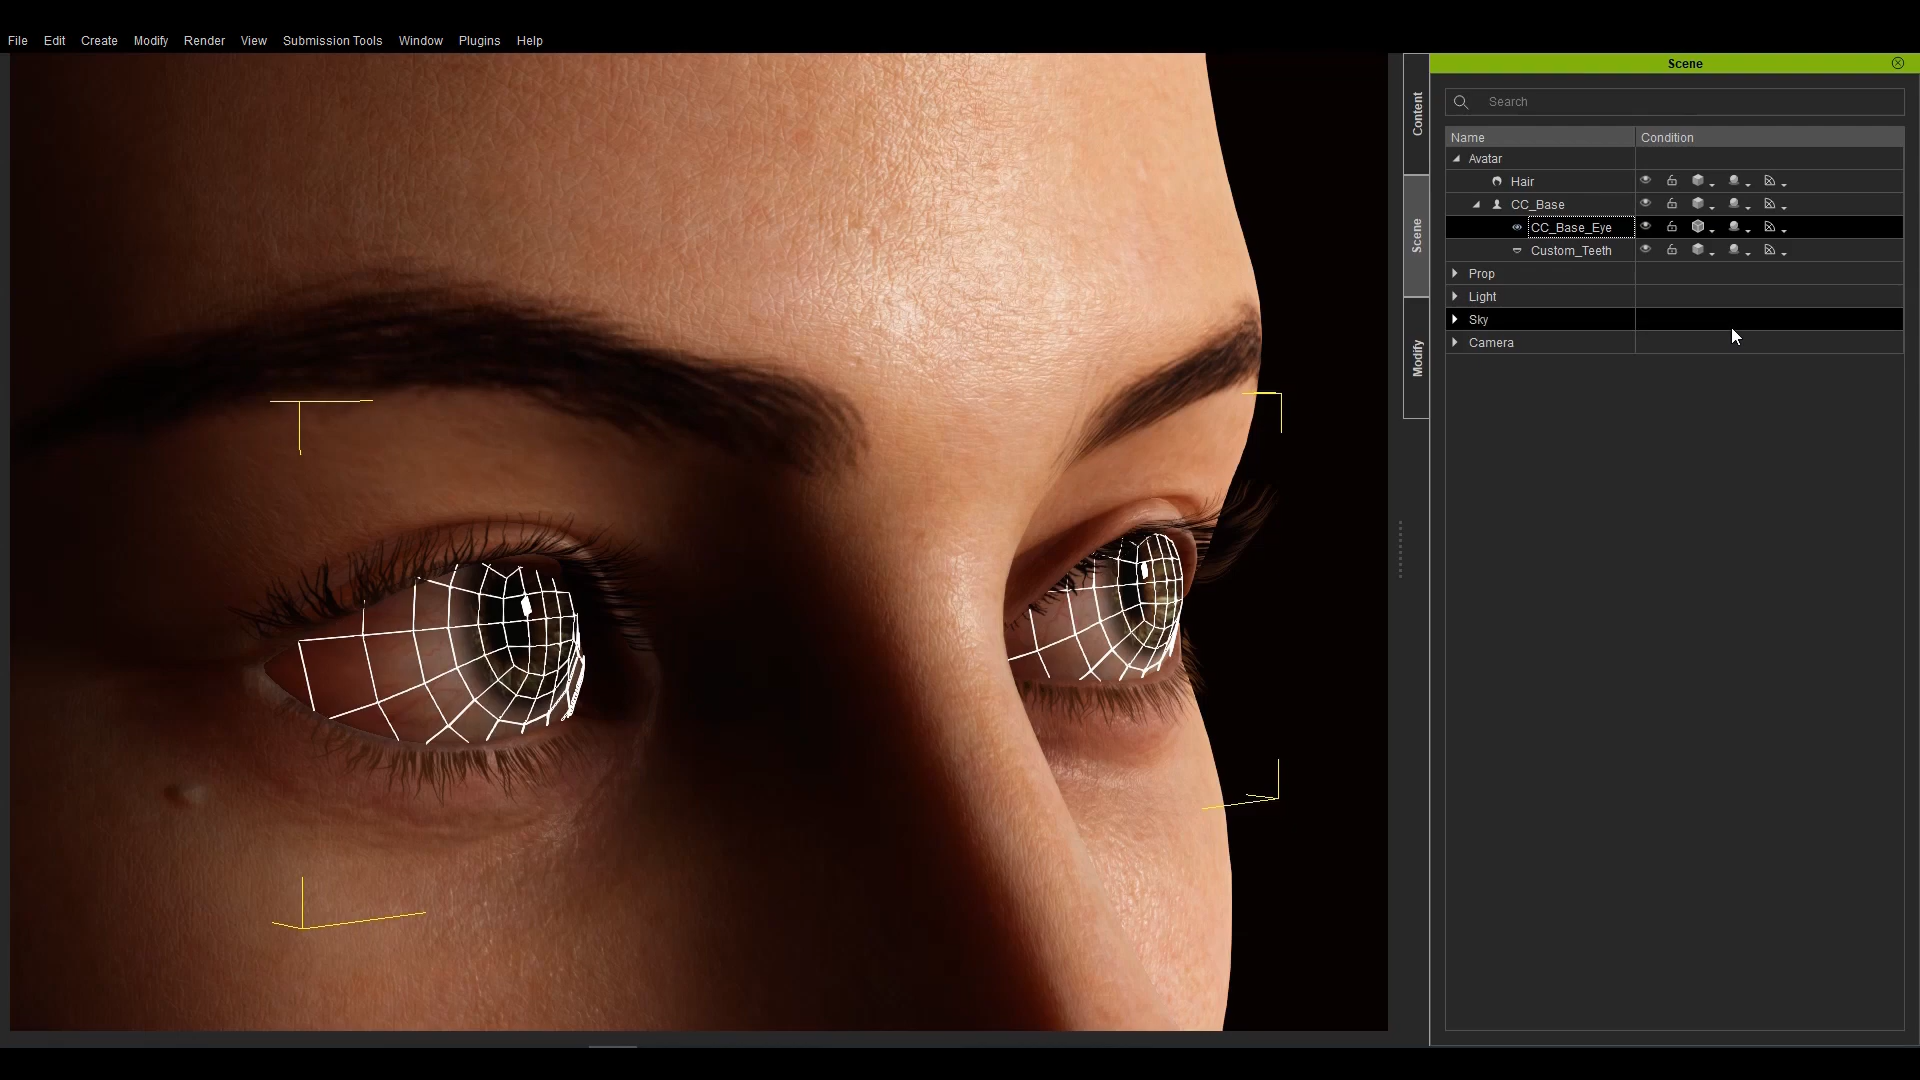 File Edit Create Modify Render View Submission Tools Window Plugins Help
Scene
Search
Name Condition
Avatar
Hair
CC_Base
CC_Base_Eye
Custom_Teeth
Prop
Light
Sky
Camera
Content
Scene
Modify